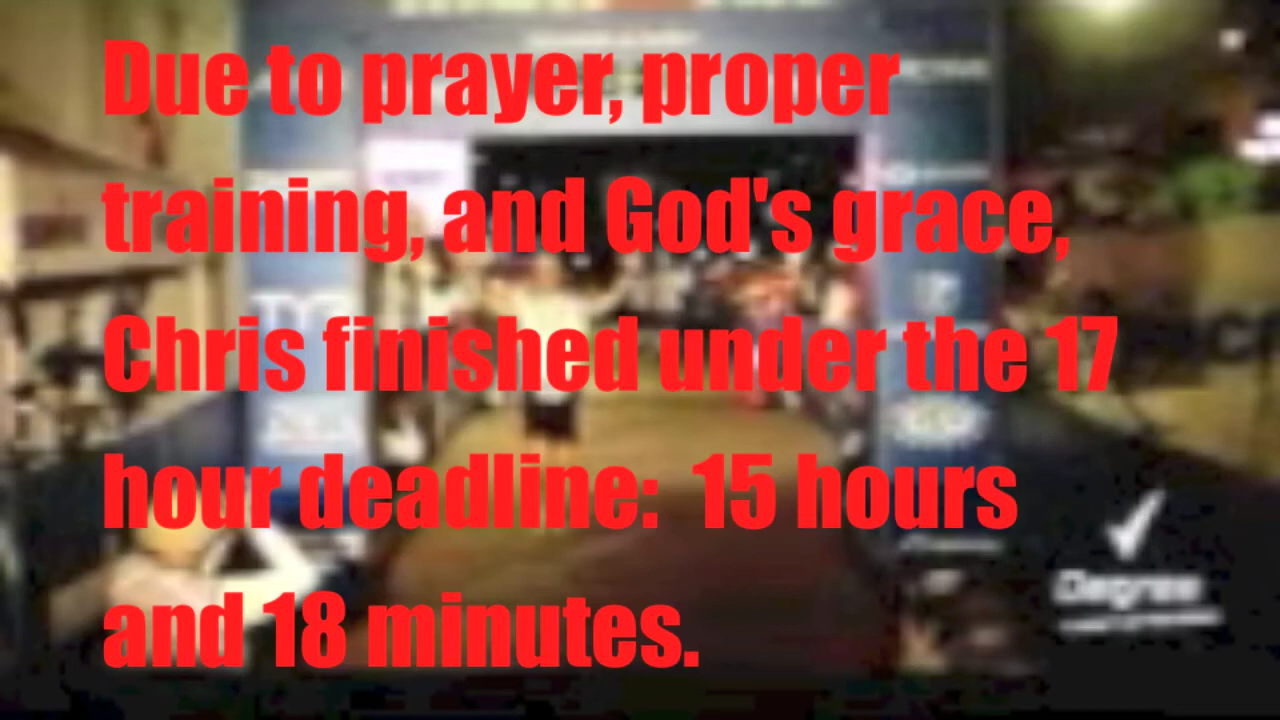 Due to prayer, proper
training, and God's grace,
Chris finished under the 17
hour deadline:  15 hours
and 18 minutes.
Degree